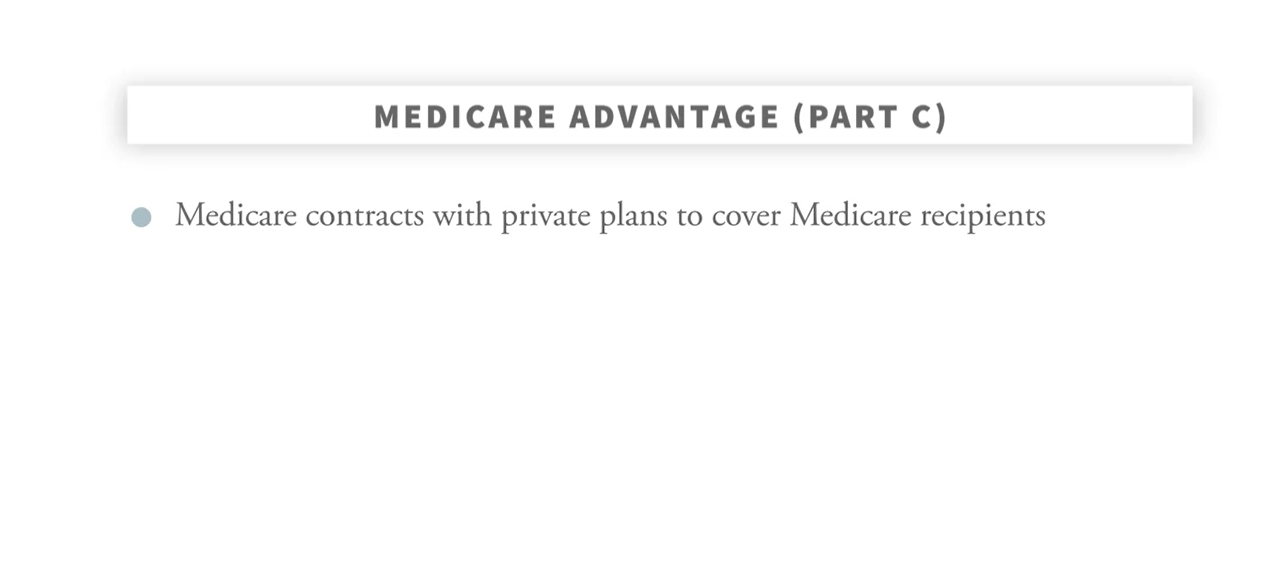 MEDICARE ADVANTAGE (PART C)
Medicare contracts with private plans to cover Medicare recipients